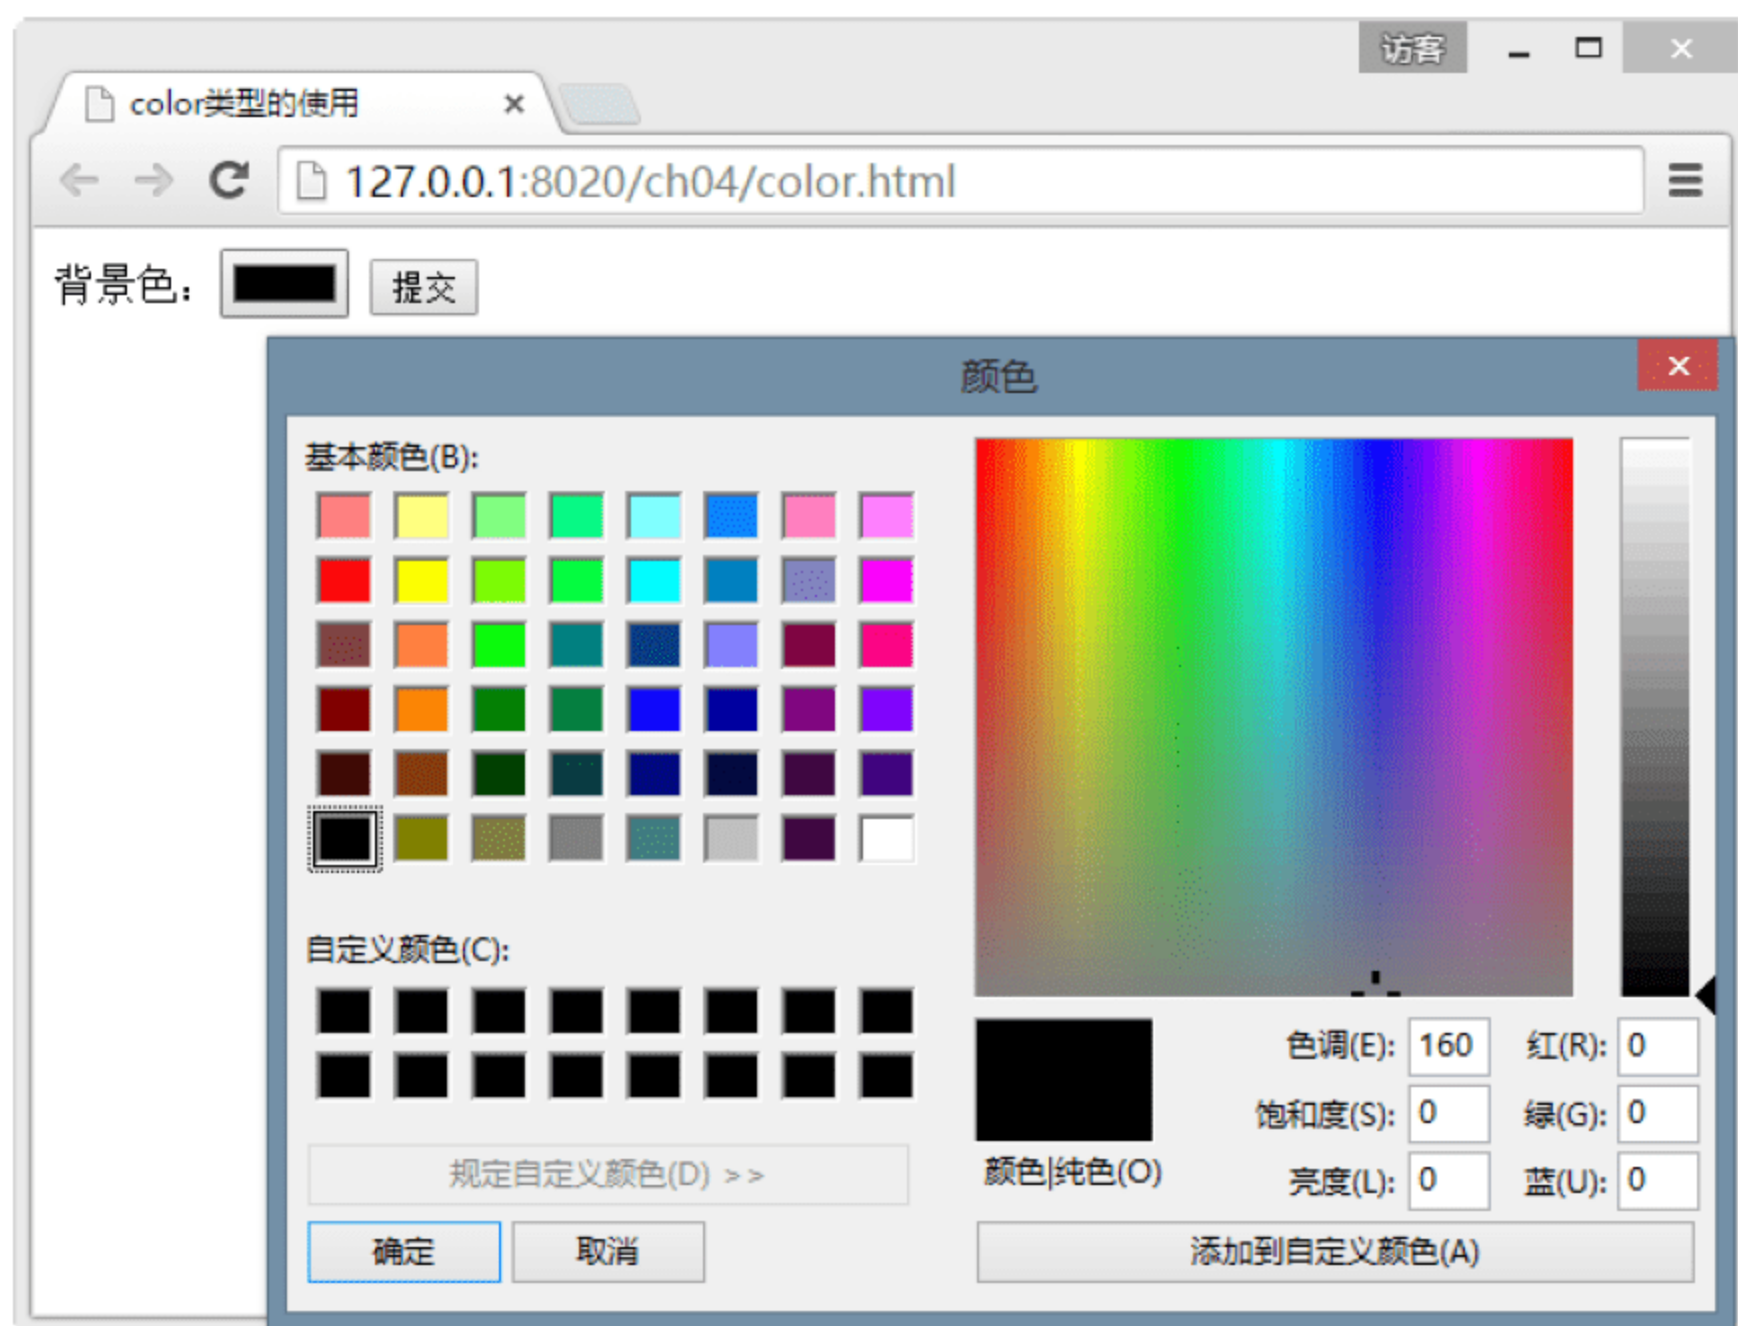 访客
color类型的使用
127.0.0.1:8020/ch04/color.html
背景色： 提交
颜色
基本颜色(B):
自定义颜色(C):
规定自定义颜色(D) >>
确定 取消
色调(E): 160 红(R): 0
饱和度(S): 0 绿(G): 0
颜色|纯色(O) 亮度(L): 0 蓝(U): 0
添加到自定义颜色(A)